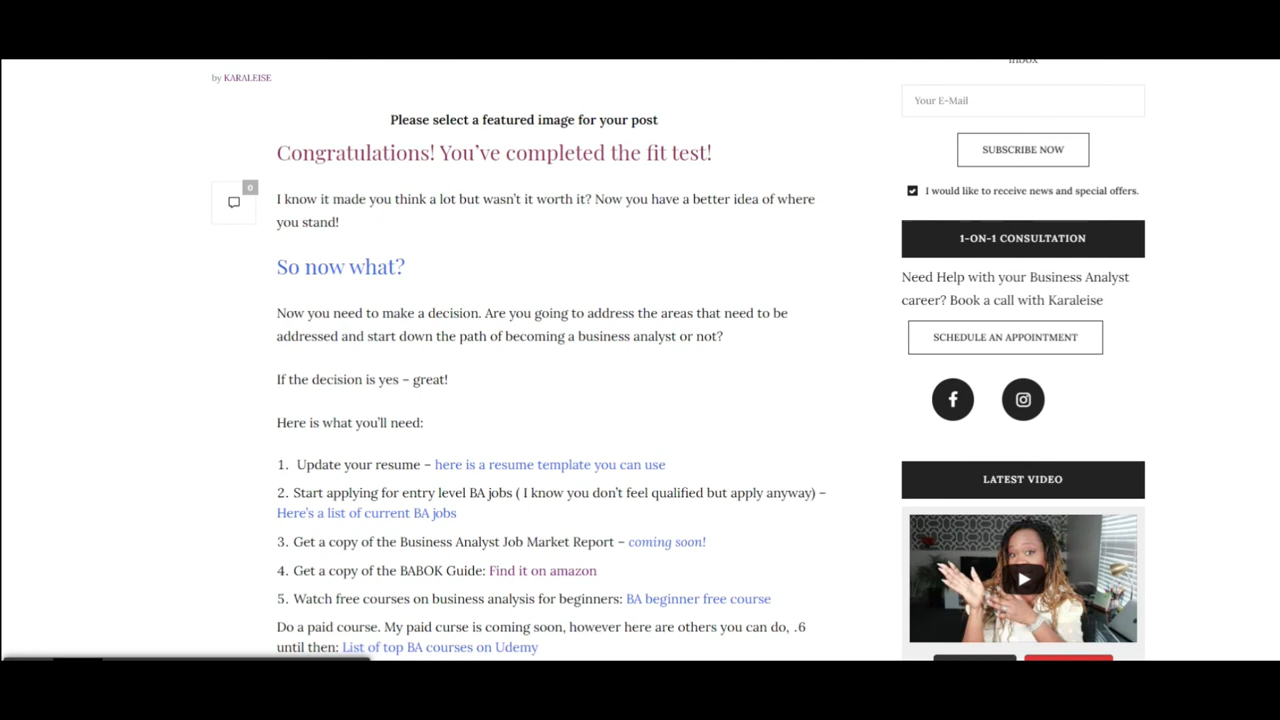 by KARALEISE
Please select a featured image for your post
Congratulations! You've completed the fit test!
0
I know it made you think a lot but wasn't it worth it? Now you have a better idea of where
you stand!
So now what?
Now you need to make a decision. Are you going to address the areas that need to be
addressed and start down the path of becoming a business analyst or not?
If the decision is yes – great!
Here is what you'll need:
1. Update your resume – here is a resume template you can use
2. Start applying for entry level BA jobs ( I know you don't feel qualified but apply anyway) –
Here's a list of current BA jobs
3. Get a copy of the Business Analyst Job Market Report – coming soon!
4. Get a copy of the BABOK Guide: Find it on amazon
5. Watch free courses on business analysis for beginners: BA beginner free course
Do a paid course. My paid curse is coming soon, however here are others you can do, .6
until then: List of top BA courses on Udemy
inbox
Your E-Mail
SUBSCRIBE NOW
I would like to receive news and special offers.
1-ON-1 CONSULTATION
Need Help with your Business Analyst
career? Book a call with Karaleise
SCHEDULE AN APPOINTMENT
LATEST VIDEO